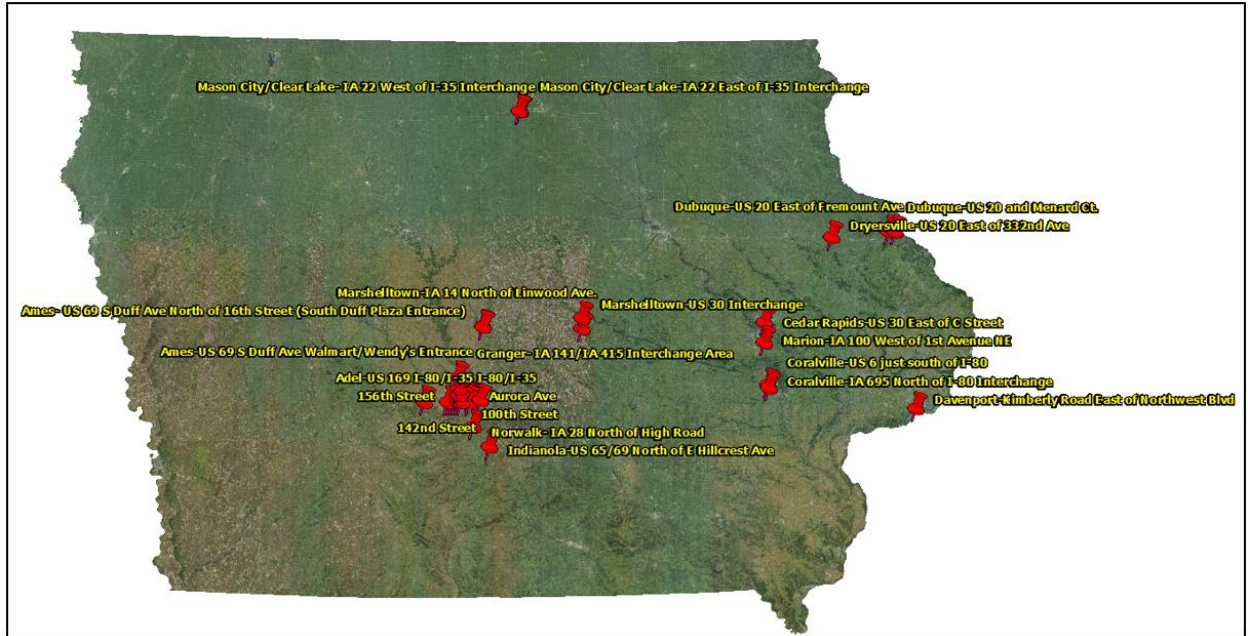 Mason City/Clear Lake- IA 22 West of I-35 Interchange
Mason City/Clear Lake-IA 22 East of I-35 Interchange
Dubuque-US 20 East of Fremount Ave
Dubuque-US 20 and Menard Ct.
Dryersville-US 20 East of 332nd Ave
Marshelltown-IA 14 North of Linwood Ave.
Marshelltown-US 30 Interchange
Ames- US 69 S Duff Ave North of 16th Street (South Duff Plaza Entrance)
Cedar Rapids-US 30 East of C Street
Marion-IA 100 West of 1st Avenue NE
Ames-US 69 S Duff Ave Walmart/Wendy's Entrance
Granger- IA 141/IA 415 Interchange Area
Coralville-US 6 just south of I-80
Adel-US 169 I-80/I-35 I-80/I-35
Coralville-IA 695 North of I-80 Interchange
156th Street
Aurora Ave
Davenport-Kimberly Road East of Northwest Blvd
100th Street
142nd Street
Norwalk- IA 28 North of High Road
Indianola-US 65/69 North of E Hillcrest Ave